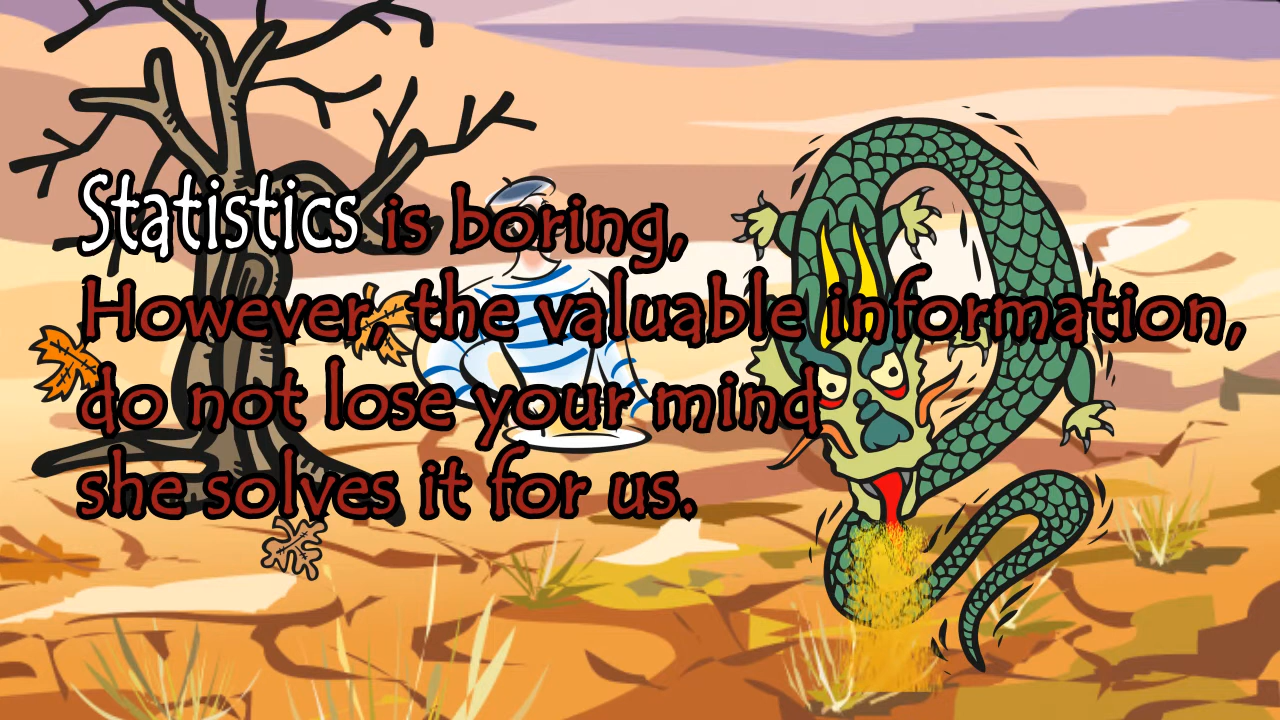 Statistics is boring,
However, the valuable information,
do not lose your mind
she solves it for us.